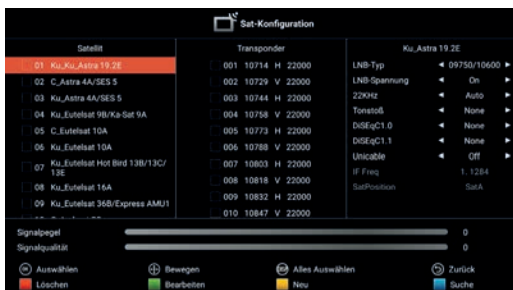 Sat-Konfiguration
Satellit
01 Ku_Ku_Astra 19.2E
02 C_Astra 4A/SES 5
03 Ku_Astra 4A/SES 5
04 Ku_Eutelsat 9B/Ka-Sat 9A
05 C_Eutelsat 10A
06 Ku_Eutelsat 10A
07 Ku_Eutelsat Hot Bird 13B/13C/
13E
08 Ku_Eutelsat 16A
09 Ku_Eutelsat 36B/Express AMU1
Transponder
001 10714 H 22000
002 10729 V 22000
003 10744 H 22000
004 10758 V 22000
005 10773 H 22000
006 10788 V 22000
007 10803 H 22000
008 10818 V 22000
009 10832 H 22000
010 10847 V 22000
Ku_Astra 19.2E
LNB-Typ 09750/10600
LNB-Spannung On
22KHz Auto
Tonstoß None
DiSEqC1.0 None
DiSEqC1.1 None
Unicable Off
IF Freq 1. 1284
SatPosition SatA
Signalpegel 0
Signalqualität 0
OK Auswählen
Bewegen
Alles Auswählen
Zurück
Löschen
Bearbeiten
Neu
Suche